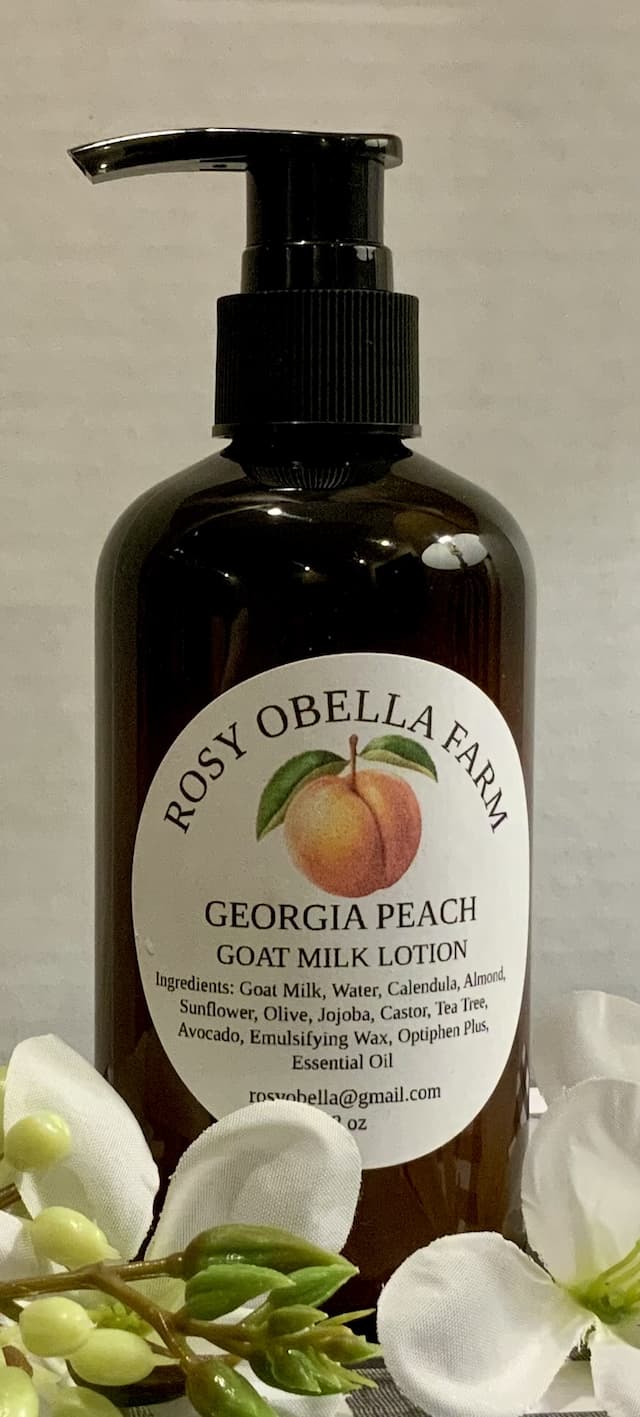 ROSY OBELLA FARM
GEORGIA PEACH
GOAT MILK LOTION
Ingredients: Goat Milk, Water, Calendula, Almond,
Sunflower, Olive, Jojoba, Castor, Tea Tree,
Avocado, Emulsifying Wax, Optiphen Plus,
Essential Oil
rosyobella@gmail.com
oz